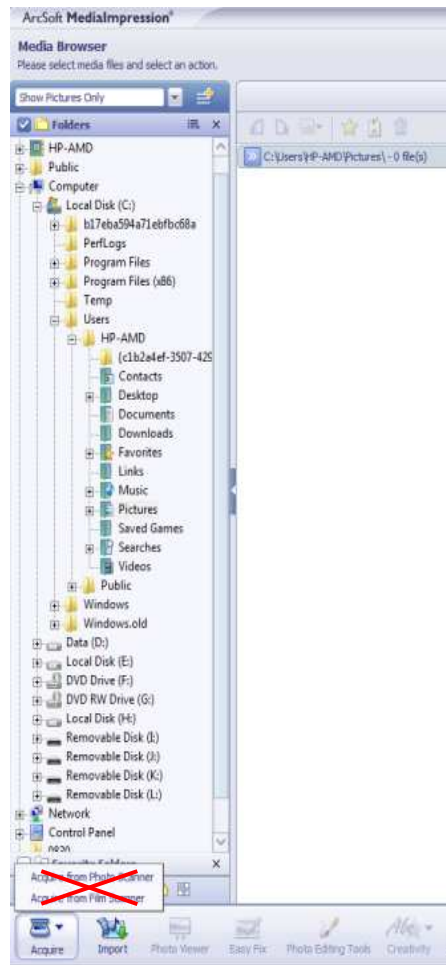 ArcSoft MediaImpression®
Media Browser
Please select media files and select an action.
Show Pictures Only
Folders
C:\Users\HP-AMD\Pictures\ - 0 file(s)
HP-AMD
Public
Computer
Local Disk (C:)
b17eba594a71ebfbc68a
PerfLogs
Program Files
Program Files (x86)
Temp
Users
HP-AMD
(c1b2a4ef-3507-429
Contacts
Desktop
Documents
Downloads
Favorites
Links
Music
Pictures
Saved Games
Searches
Videos
Public
Windows
Windows.old
Data (D:)
Local Disk (E:)
DVD Drive (F:)
DVD RW Drive (G:)
Local Disk (H:)
Removable Disk (I:)
Removable Disk (J:)
Removable Disk (K:)
Removable Disk (L:)
Network
Control Panel
Acquire from Photo Scanner
Acquire from Film Scanner
Acquire Import Photo Viewer Easy Fix Photo Editing Tools Creativity